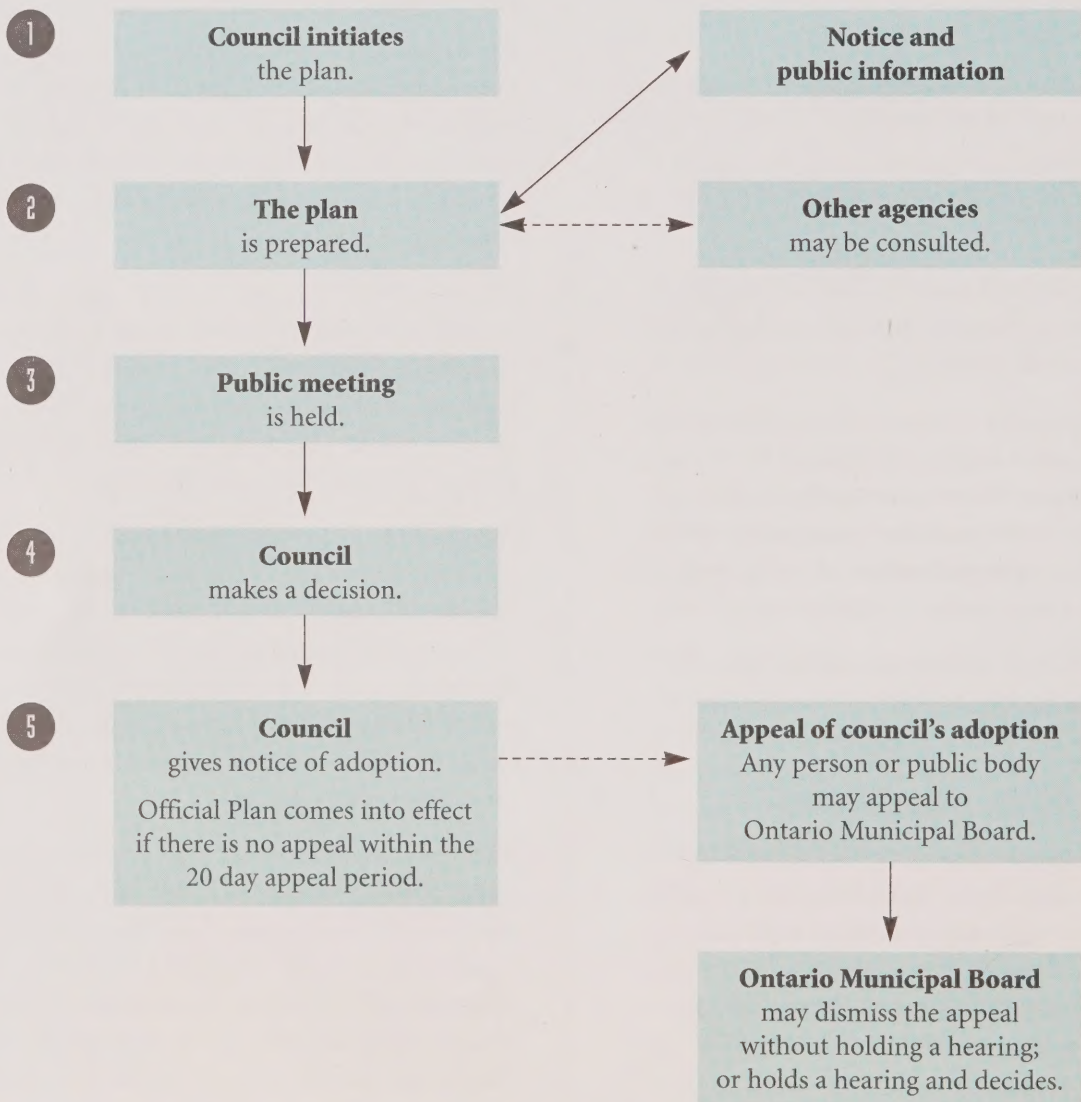 1
Council initiates
the plan.
Notice and
public information
2
The plan
is prepared.
Other agencies
may be consulted.
3
Public meeting
is held.
4
Council
makes a decision.
5
Council
gives notice of adoption.
Official Plan comes into effect
if there is no appeal within the
20 day appeal period.
Appeal of council's adoption
Any person or public body
may appeal to
Ontario Municipal Board.
Ontario Municipal Board
may dismiss the appeal
without holding a hearing;
or holds a hearing and decides.